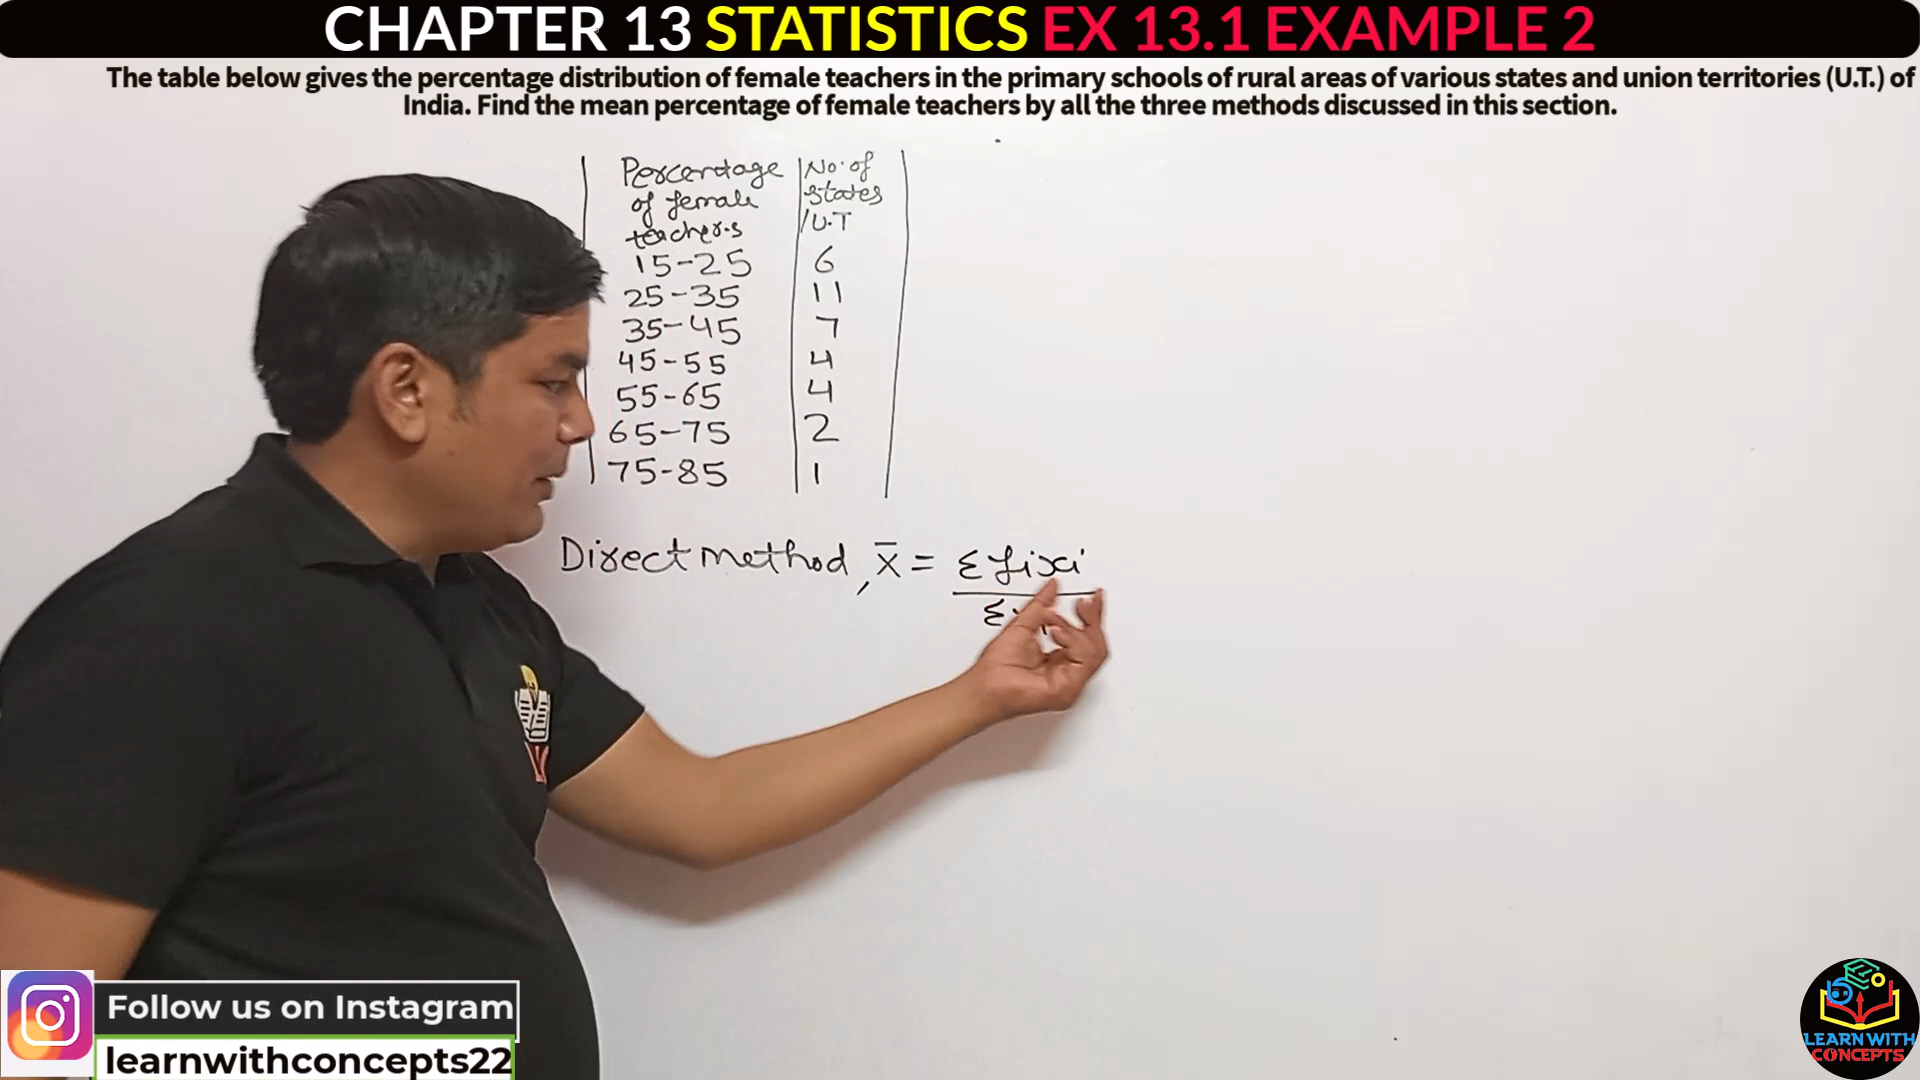 CHAPTER 13 STATISTICS EX 13.1 EXAMPLE 2
The table below gives the percentage distribution of female teachers in the primary schools of rural areas of various states and union territories (U.T.) of
India. Find the mean percentage of female teachers by all the three methods discussed in this section.
Percentage No. of
of female states
teachers /U.T
15-25 6
25-35 11
35-45 7
45-55 4
55-65 4
65-75 2
75-85 1
Direct method, x̄ = Σfixi
Σ
Follow us on Instagram
learnwithconcepts22
LEARN WITH
CONCEPTS